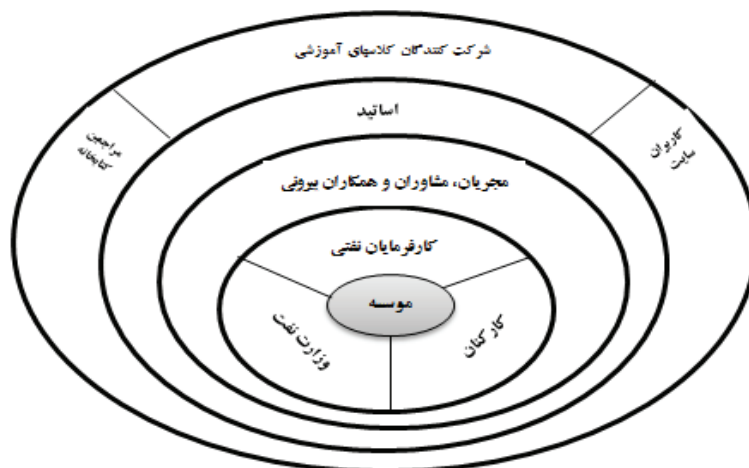 شرکت کنندگان کلاسهای آموزشی
مراجعین
کتابخانه
کاربران
سایت
اساتید
مجریان، مشاوران و همکاران بیرونی
کارفرمایان نفتی
موسسه
وزارت نفت
کارکنان